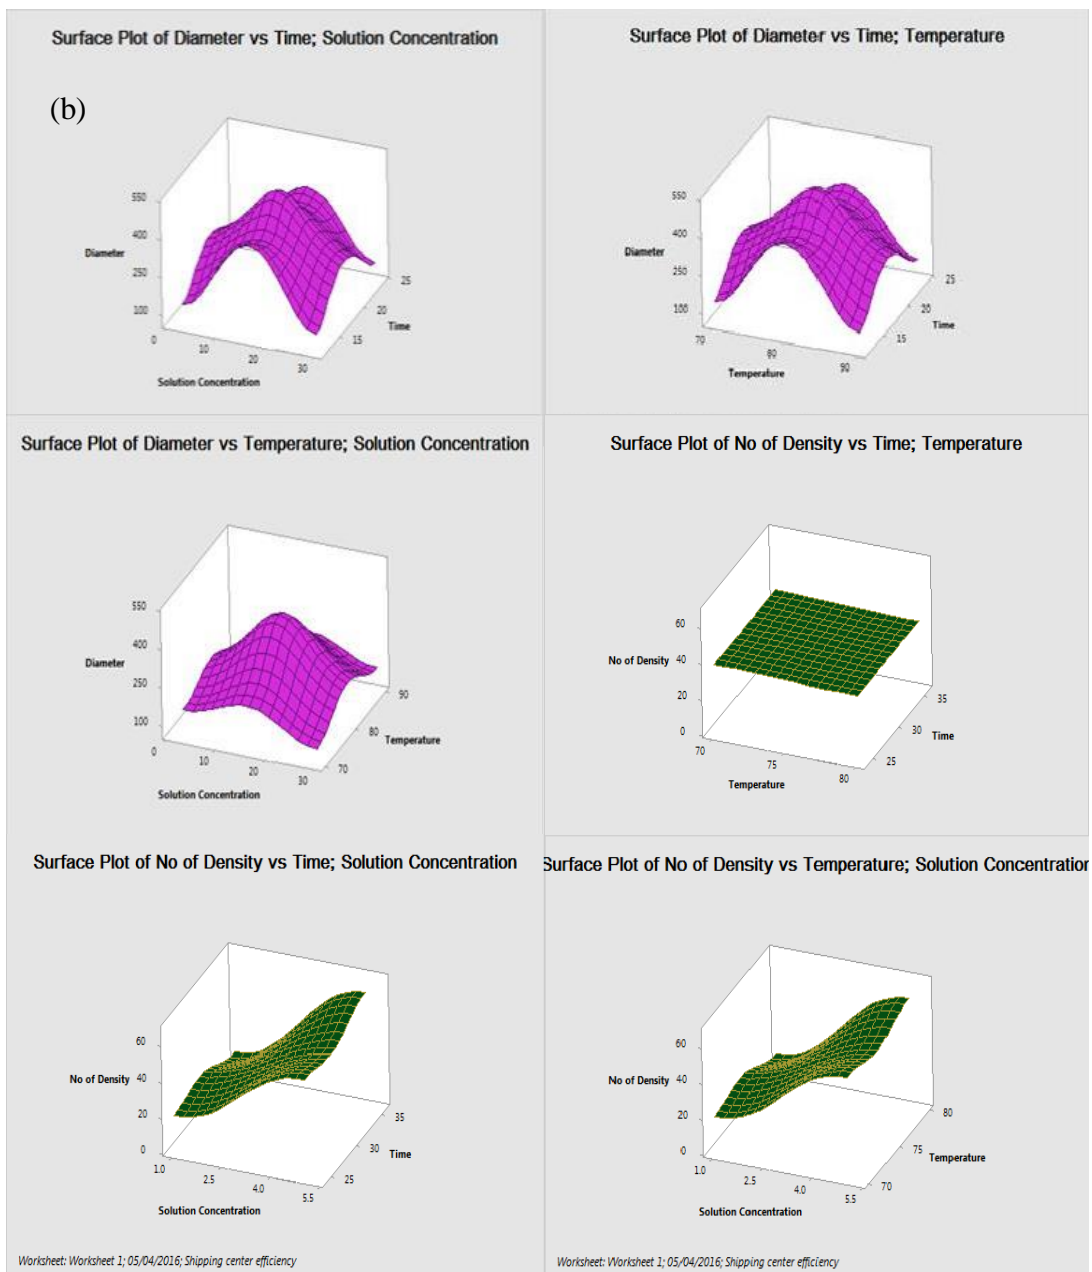 Surface Plot of Diameter vs Time; Solution Concentration
(b)
550
400
Diameter
250
100
0
10
20
30
Solution Concentration
15
20
25
Time
Surface Plot of Diameter vs Time; Temperature
550
400
Diameter
250
100
70
80
90
Temperature
15
20
25
Time
Surface Plot of Diameter vs Temperature; Solution Concentration
550
400
Diameter
250
100
0
10
20
30
Solution Concentration
70
80
90
Temperature
Surface Plot of No of Density vs Time; Temperature
60
No of Density
40
20
0
70
75
80
Temperature
25
30
35
Time
Surface Plot of No of Density vs Time; Solution Concentration
60
No of Density
40
20
0
1.0
2.5
4.0
5.5
Solution Concentration
25
30
35
Time
Worksheet: Worksheet 1; 05/04/2016; Shipping center efficiency
Surface Plot of No of Density vs Temperature; Solution Concentration
60
No of Density
40
20
0
1.0
2.5
4.0
5.5
Solution Concentration
70
75
80
Temperature
Worksheet: Worksheet 1; 05/04/2016; Shipping center efficiency